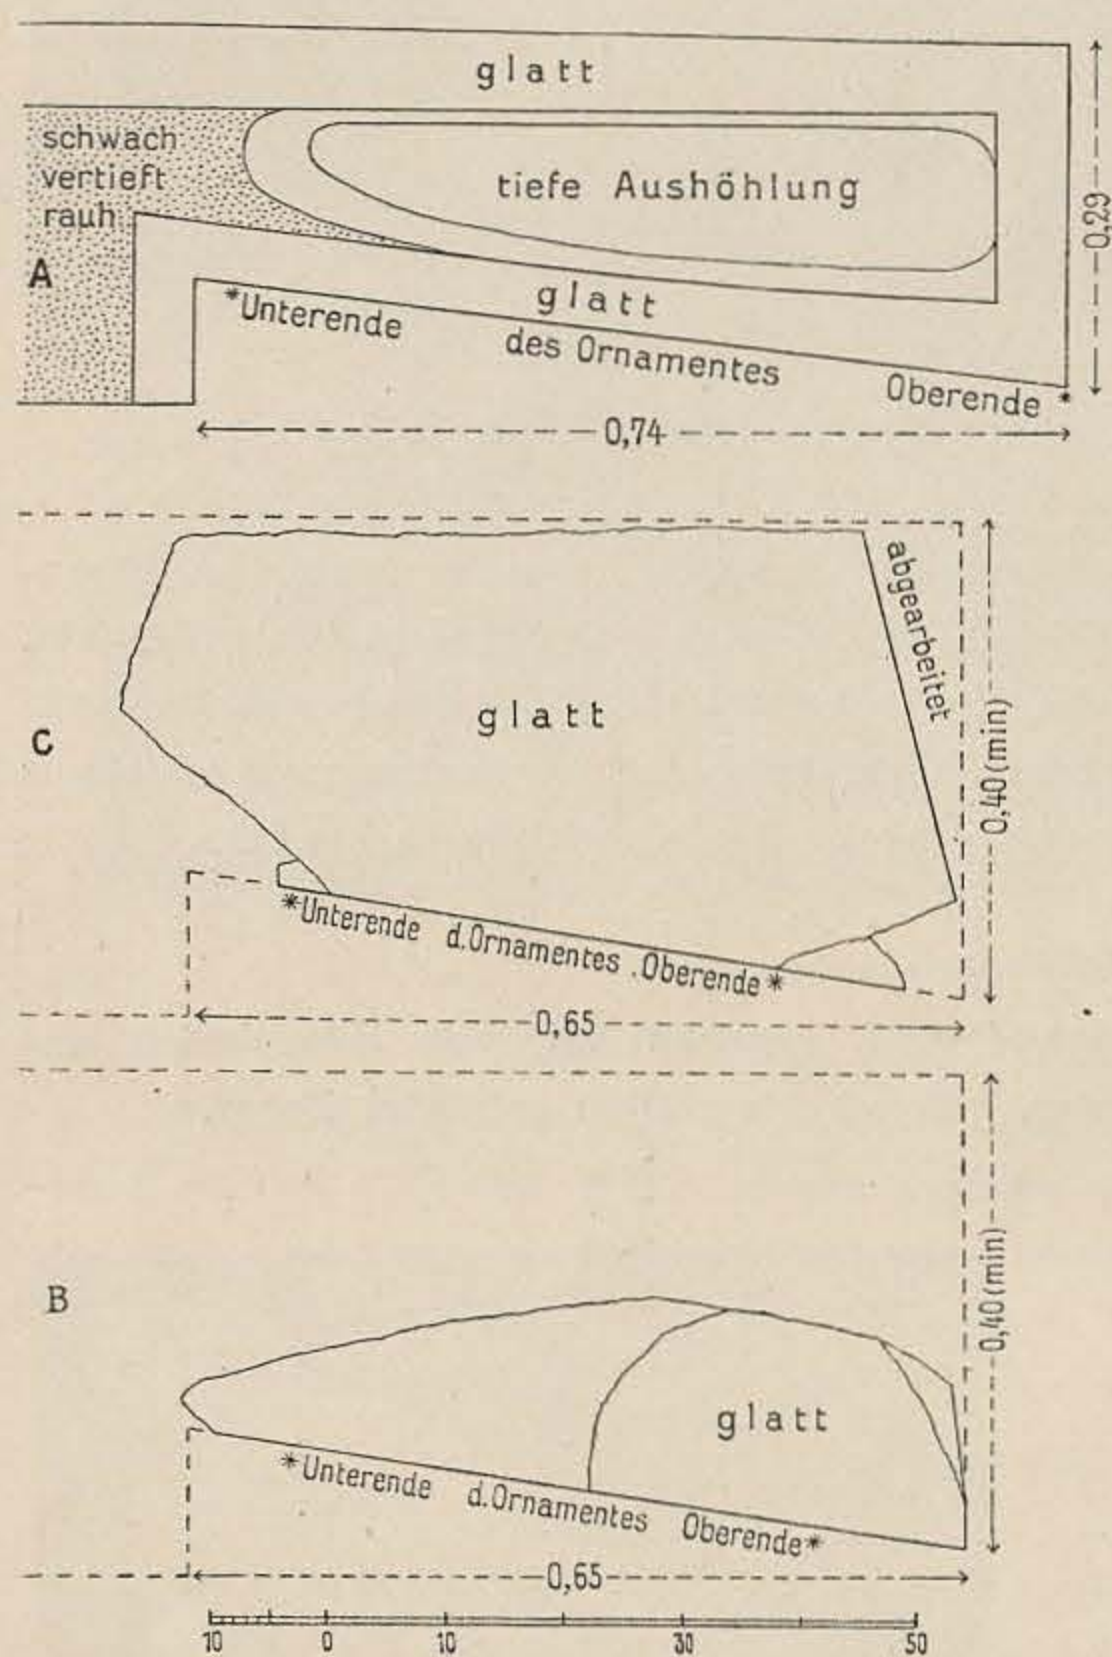 glatt
schwach
vertieft
rauh
tiefe Aushöhlung
A
glatt
*Unterende des Ornamentes Oberende *
0,29
0,74
abgearbeitet
glatt
C
0,40 (min)
*Unterende d.Ornamentes . Oberende *
0,65
B
glatt
0,40 (min)
*Unterende d.Ornamentes Oberende*
0,65
10 0 10 30 50